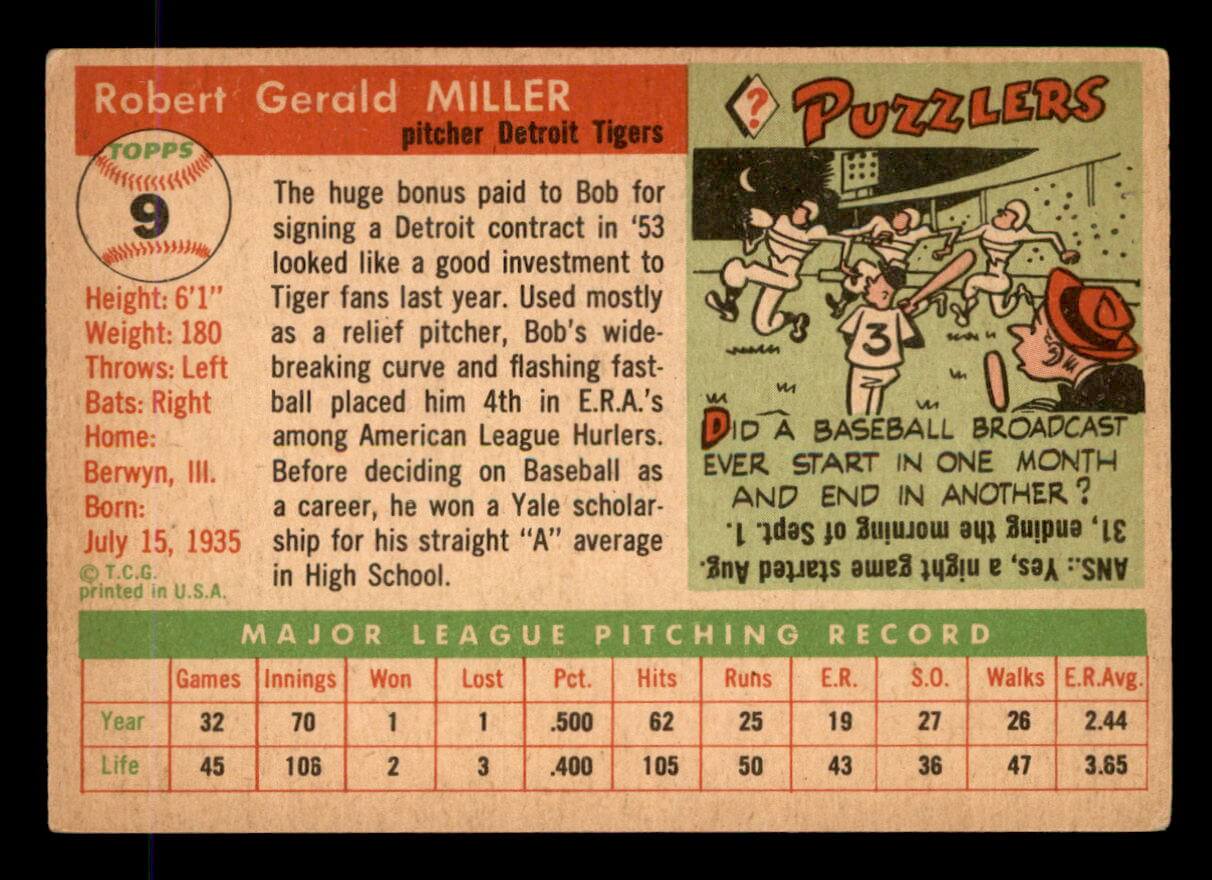 Robert Gerald MILLER
pitcher Detroit Tigers
TOPPS
9
Height: 6'1"
Weight: 180
Throws: Left
Bats: Right
Home:
Berwyn, Ill.
Born:
July 15, 1935
© T.C.G.
printed in U.S.A.
The huge bonus paid to Bob for
signing a Detroit contract in '53
looked like a good investment to
Tiger fans last year. Used mostly
as a relief pitcher, Bob's wide-
breaking curve and flashing fast-
ball placed him 4th in E.R.A.'s
among American League Hurlers.
Before deciding on Baseball as
a career, he won a Yale scholar-
ship for his straight "A" average
in High School.
?
PUZZLERS
3
DID A BASEBALL BROADCAST
EVER START IN ONE MONTH
AND END IN ANOTHER?
ANS.: Yes, a night game started Aug.
31, ending the morning of Sept. 1.
MAJOR LEAGUE PITCHING RECORD
Games Innings Won Lost Pct. Hits Runs E.R. S.O. Walks E.R.Avg.
Year 32 70 1 1 .500 62 25 19 27 26 2.44
Life 45 106 2 3 .400 105 50 43 36 47 3.65